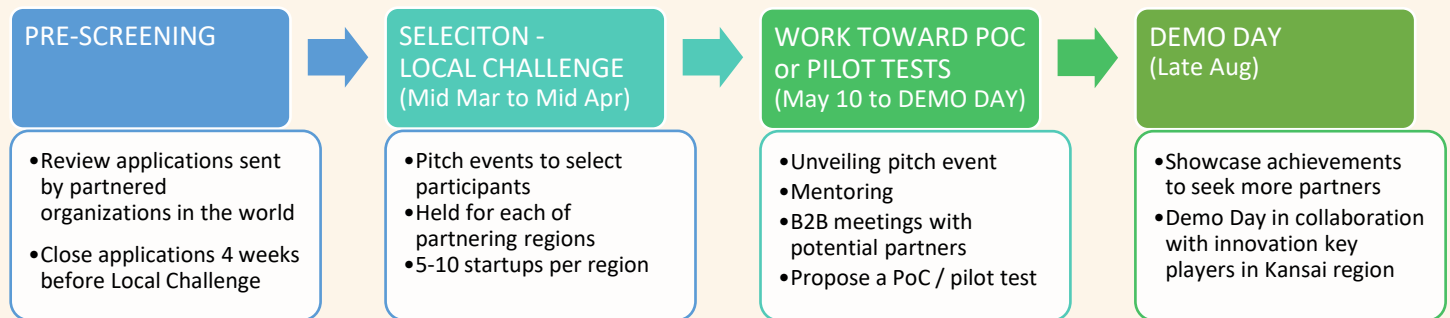 PRE-SCREENING
•Review applications sent
by partnered
organizations in the world
•Close applications 4 weeks
before Local Challenge
SELECITON -
LOCAL CHALLENGE
(Mid Mar to Mid Apr)
•Pitch events to select
participants
•Held for each of
partnering regions
•5-10 startups per region
WORK TOWARD POC
or PILOT TESTS
(May 10 to DEMO DAY)
•Unveiling pitch event
•Mentoring
•B2B meetings with
potential partners
•Propose a PoC / pilot test
DEMO DAY
(Late Aug)
•Showcase achievements
to seek more partners
•Demo Day in collaboration
with innovation key
players in Kansai region